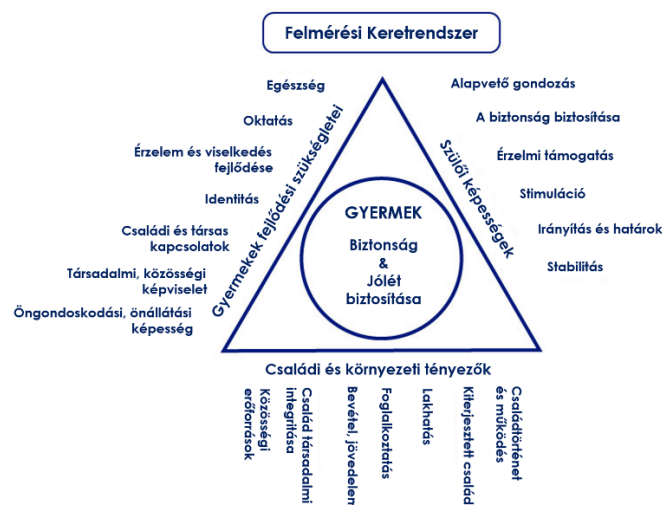 Felmérési Keretrendszer
Egészség
Oktatás
Érzelem és viselkedés
fejlődése
Identitás
Családi és társas
kapcsolatok
Társadalmi, közösségi
képviselet
Öngondoskodási, önállátási
képesség
Gyermekek fejlődési szükségletei
GYERMEK
Biztonság
&
Jólét
biztosítása
Szülői képességek
Alapvető gondozás
A biztonság biztosítása
Érzelmi támogatás
Stimuláció
Irányítás és határok
Stabilitás
Családi és környezeti tényezők
Közösségi
erőforrások
Család társadalmi
integritása
Bevétel, jövedelem
Foglalkoztatás
Lakhatás
Kiterjesztett család
Családtörténet
és működés